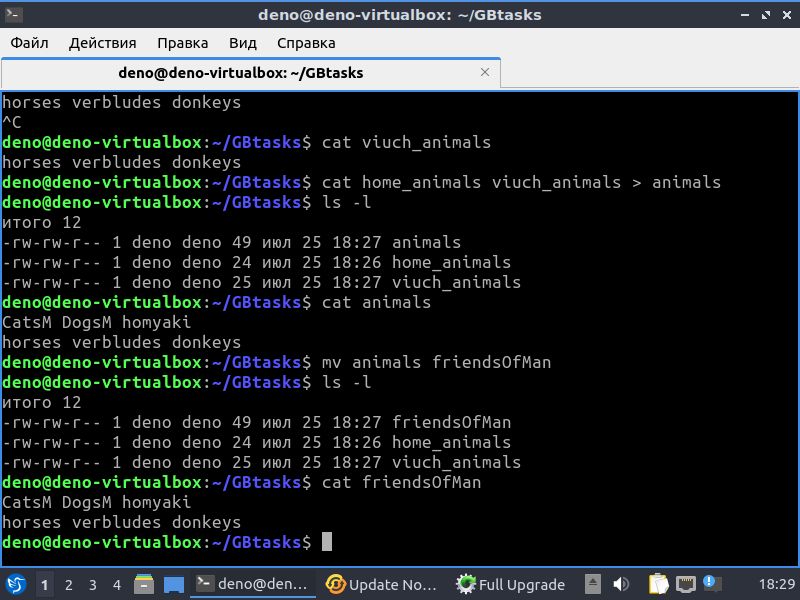 deno@deno-virtualbox: ~/GBtasks
Файл Действия Правка Вид Справка
deno@deno-virtualbox: ~/GBtasks
horses verbludes donkeys
^C
deno@deno-virtualbox:~/GBtasks$ cat viuch_animals
horses verbludes donkeys
deno@deno-virtualbox:~/GBtasks$ cat home_animals viuch_animals > animals
deno@deno-virtualbox:~/GBtasks$ ls -l
итого 12
-rw-rw-r-- 1 deno deno 49 июл 25 18:27 animals
-rw-rw-r-- 1 deno deno 24 июл 25 18:26 home_animals
-rw-rw-r-- 1 deno deno 25 июл 25 18:27 viuch_animals
deno@deno-virtualbox:~/GBtasks$ cat animals
CatsM DogsM homyaki
horses verbludes donkeys
deno@deno-virtualbox:~/GBtasks$ mv animals friendsOfMan
deno@deno-virtualbox:~/GBtasks$ ls -l
итого 12
-rw-rw-r-- 1 deno deno 49 июл 25 18:27 friendsOfMan
-rw-rw-r-- 1 deno deno 24 июл 25 18:26 home_animals
-rw-rw-r-- 1 deno deno 25 июл 25 18:27 viuch_animals
deno@deno-virtualbox:~/GBtasks$ cat friendsOfMan
CatsM DogsM homyaki
horses verbludes donkeys
deno@deno-virtualbox:~/GBtasks$
1 2 3 4 deno@den... Update No... Full Upgrade 18:29